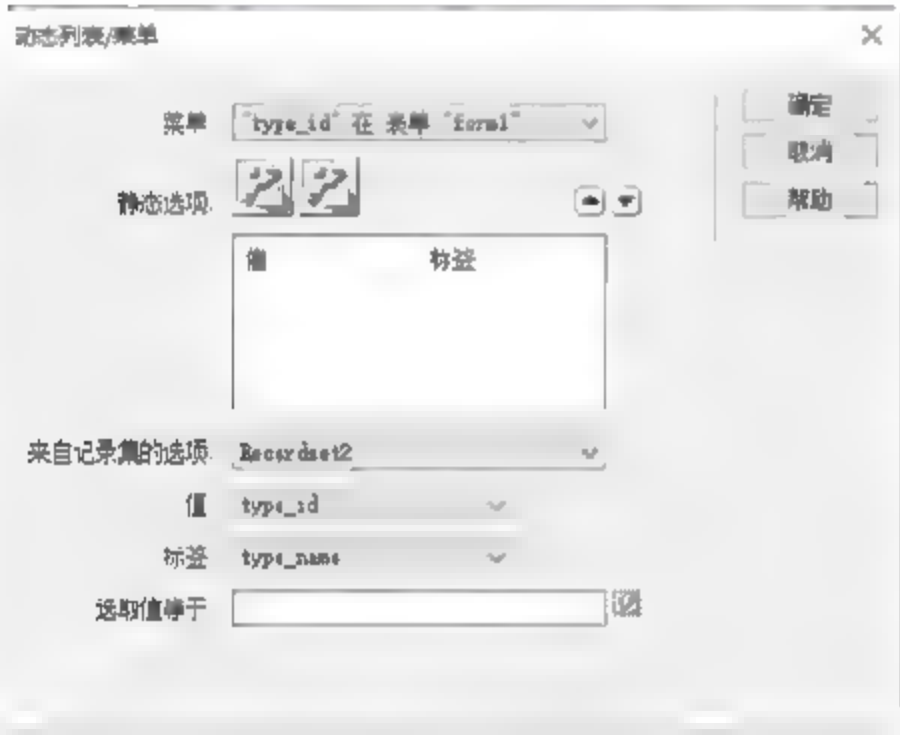 动态列表/菜单
菜单 "type_id" 在 表单 "form1"
确定
取消
帮助
静态选项:
值 标签
来自记录集的选项: Recordset2
值 type_id
标签 type_name
选取值等于